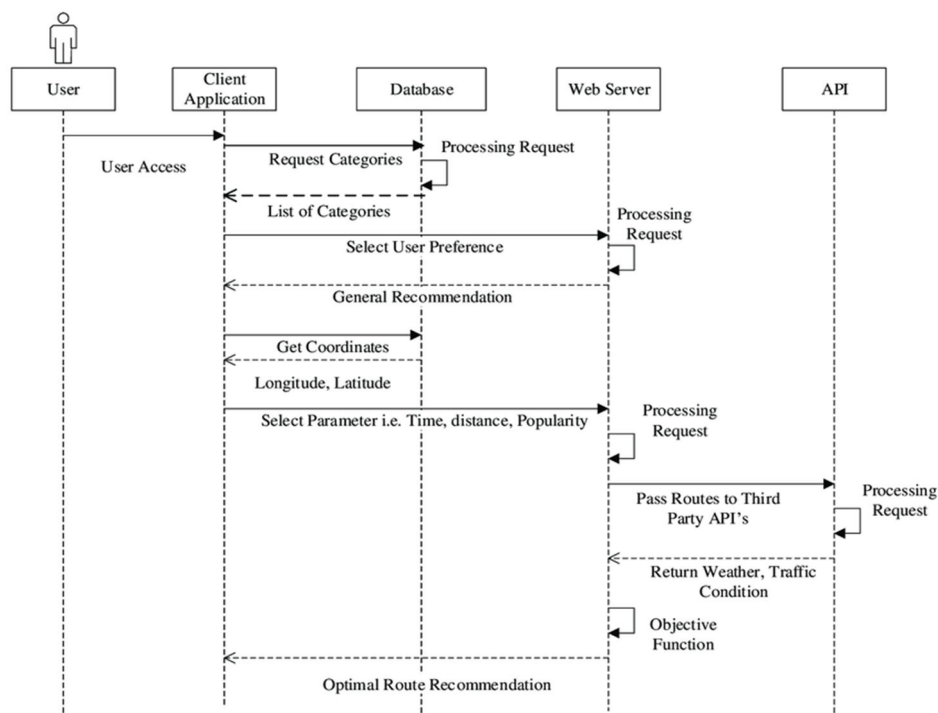 User
Client
Application
Database
Web Server
API
User Access
Request Categories
Processing Request
List of Categories
Processing
Request
Select User Preference
General Recommendation
Get Coordinates
Longitude, Latitude
Select Parameter i.e. Time, distance, Popularity
Processing
Request
Pass Routes to Third
Party API's
Processing
Request
Return Weather, Traffic
Condition
Objective
Function
Optimal Route Recommendation